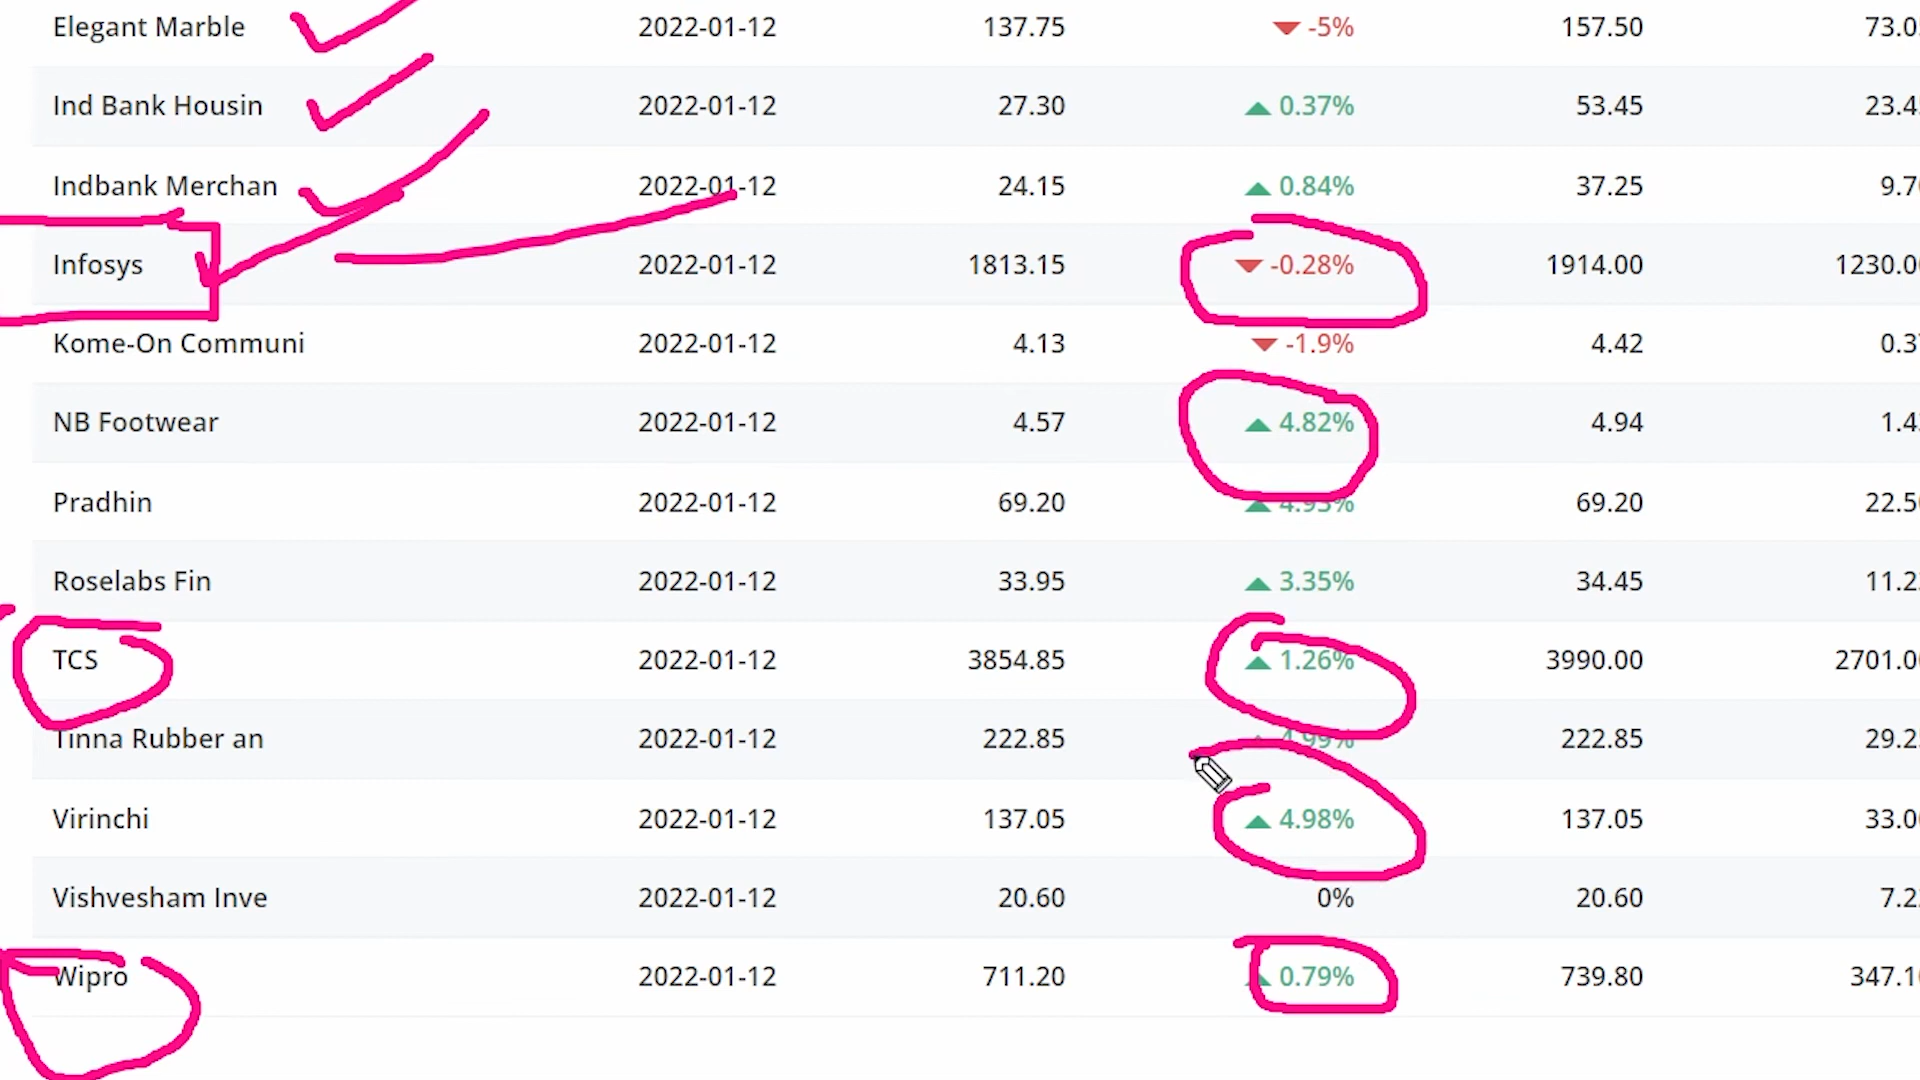 Elegant Marble 2022-01-12 137.75 -5% 157.50
Ind Bank Housin 2022-01-12 27.30 0.37% 53.45
Indbank Merchan 2022-01-12 24.15 0.84% 37.25
Infosys 2022-01-12 1813.15 -0.28% 1914.00
Kome-On Communi 2022-01-12 4.13 -1.9% 4.42
NB Footwear 2022-01-12 4.57 4.82% 4.94
Pradhin 2022-01-12 69.20 69.20
Roselabs Fin 2022-01-12 33.95 3.35% 34.45
TCS 2022-01-12 3854.85 1.26% 3990.00
Tinna Rubber an 2022-01-12 222.85 4.99% 222.85
Virinchi 2022-01-12 137.05 4.98% 137.05
Vishvesham Inve 2022-01-12 20.60 0% 20.60
Wipro 2022-01-12 711.20 0.79% 739.80